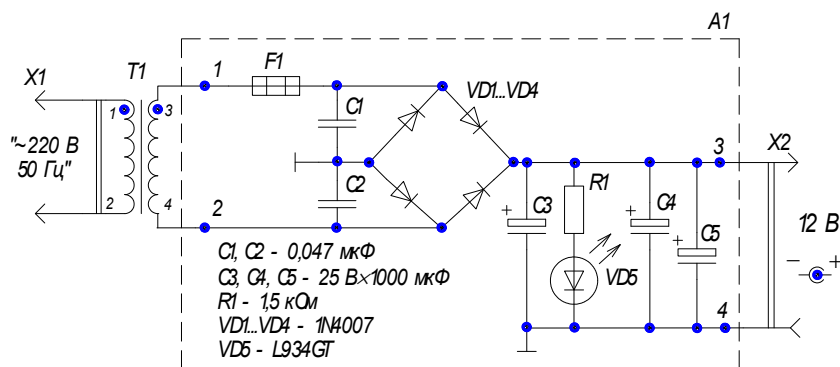 A1
X1
T1
1
F1
1
3
C1
VD1...VD4
"~220 В
50 Гц"
3
X2
2
4
2
C2
+
C3
R1
+
C4
+
C5
12 В
- +
VD5
4
C1, C2 - 0,047 мкФ
C3, C4, C5 - 25 В×1000 мкФ
R1 - 1,5 кОм
VD1...VD4 - 1N4007
VD5 - L934GT